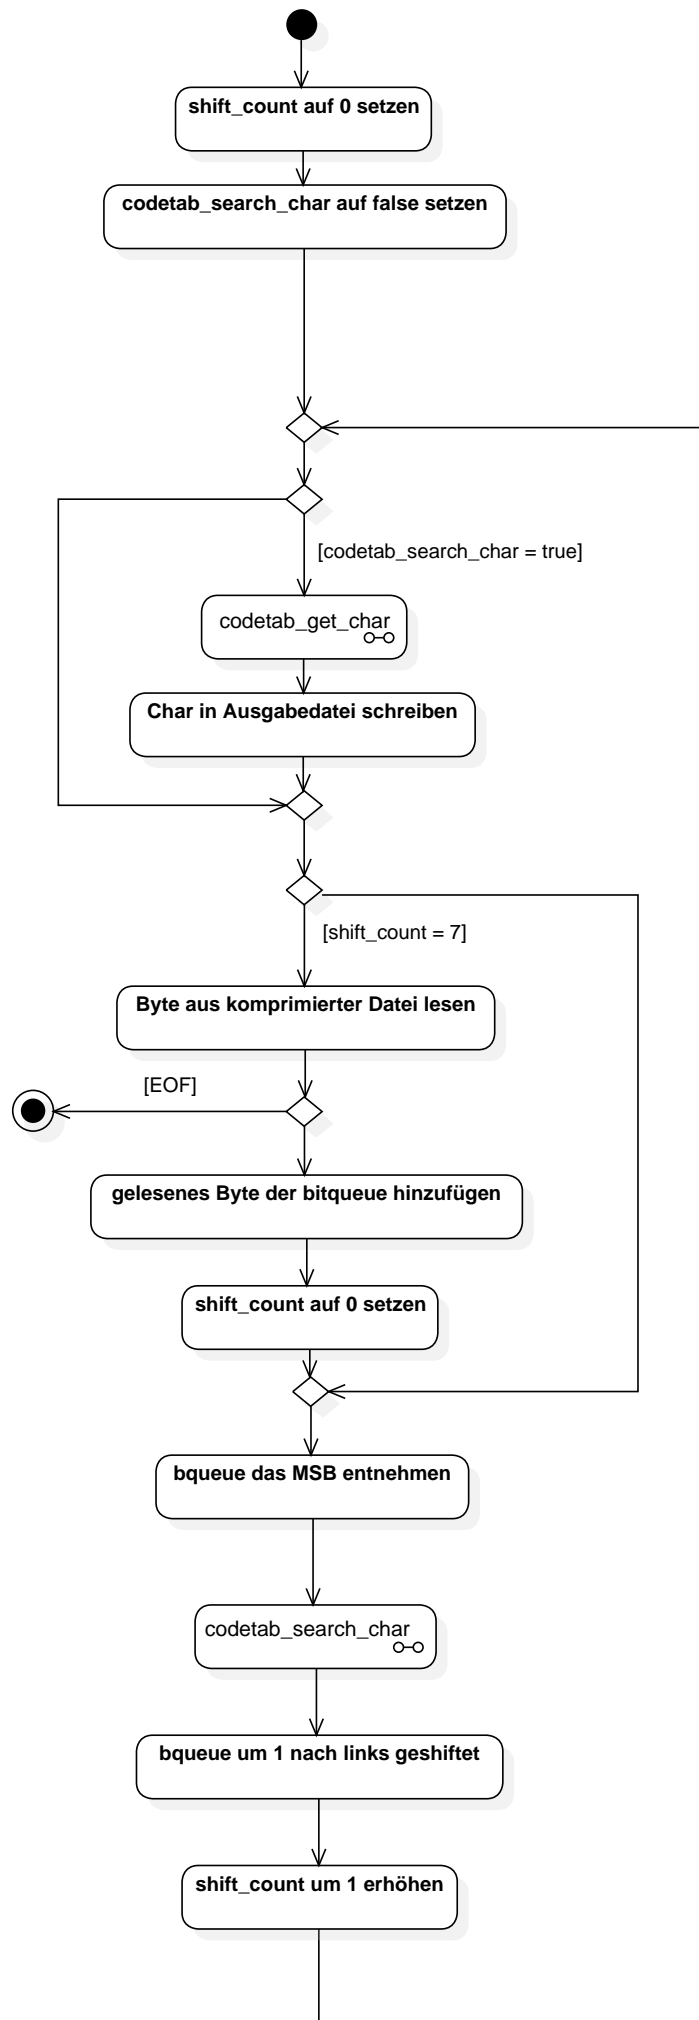 shift_count auf 0 setzen
codetab_search_char auf false setzen
[codetab_search_char = true]
codetab_get_char
Char in Ausgabedatei schreiben
[shift_count = 7]
Byte aus komprimierter Datei lesen
[EOF]
gelesenes Byte der bitqueue hinzufügen
shift_count auf 0 setzen
bqueue das MSB entnehmen
codetab_search_char
bqueue um 1 nach links geshiftet
shift_count um 1 erhöhen